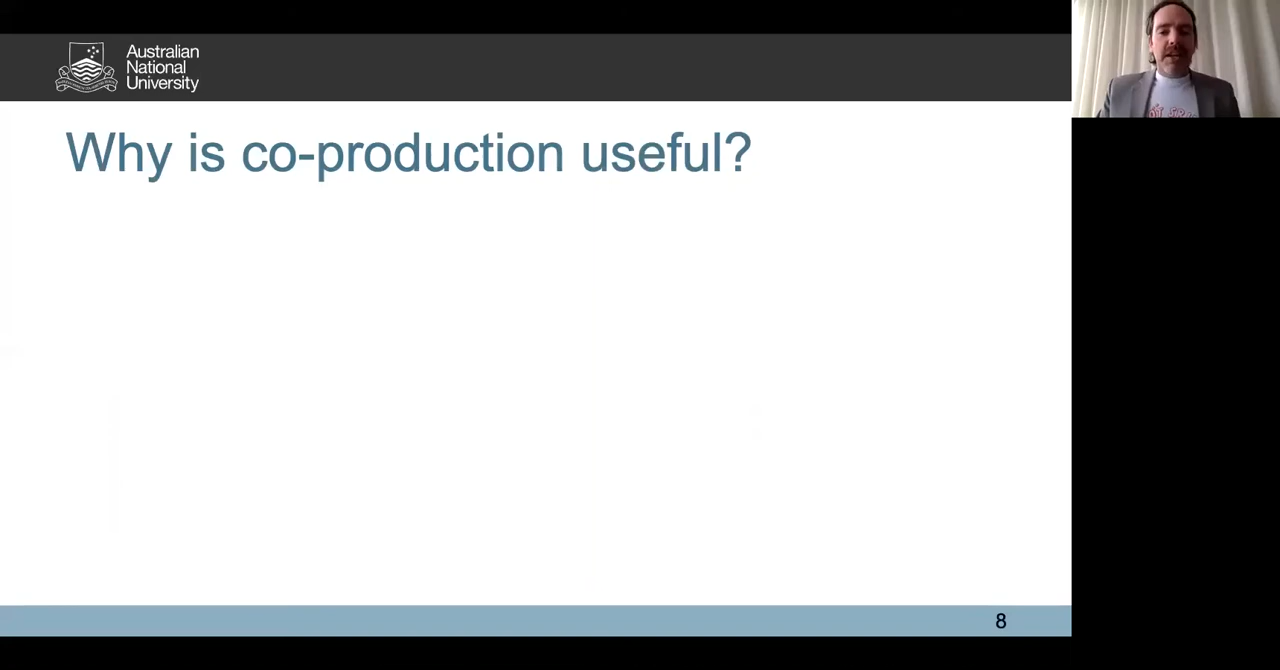 Australian
National
University
Why is co-production useful?
8